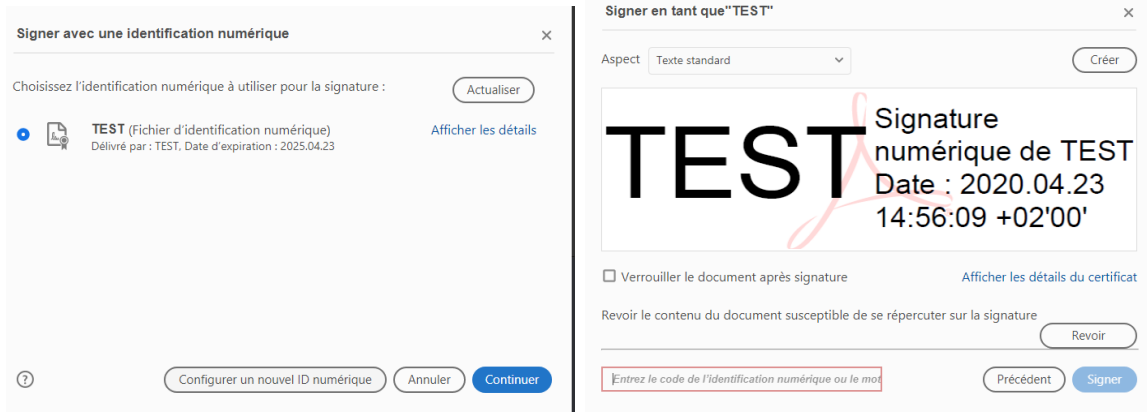 Signer avec une identification numérique
Choisissez l'identification numérique à utiliser pour la signature :
Actualiser
TEST (Fichier d'identification numérique)
Afficher les détails
Délivré par : TEST, Date d'expiration : 2025.04.23
Configurer un nouvel ID numérique
Annuler
Continuer
Signer en tant que"TEST"
Aspect
Texte standard
Créer
TEST
Signature
numérique de TEST
Date : 2020.04.23
14:56:09 +02'00'
Verrouiller le document après signature
Afficher les détails du certificat
Revoir le contenu du document susceptible de se répercuter sur la signature
Revoir
Entrez le code de l'identification numérique ou le mot
Précédent
Signer